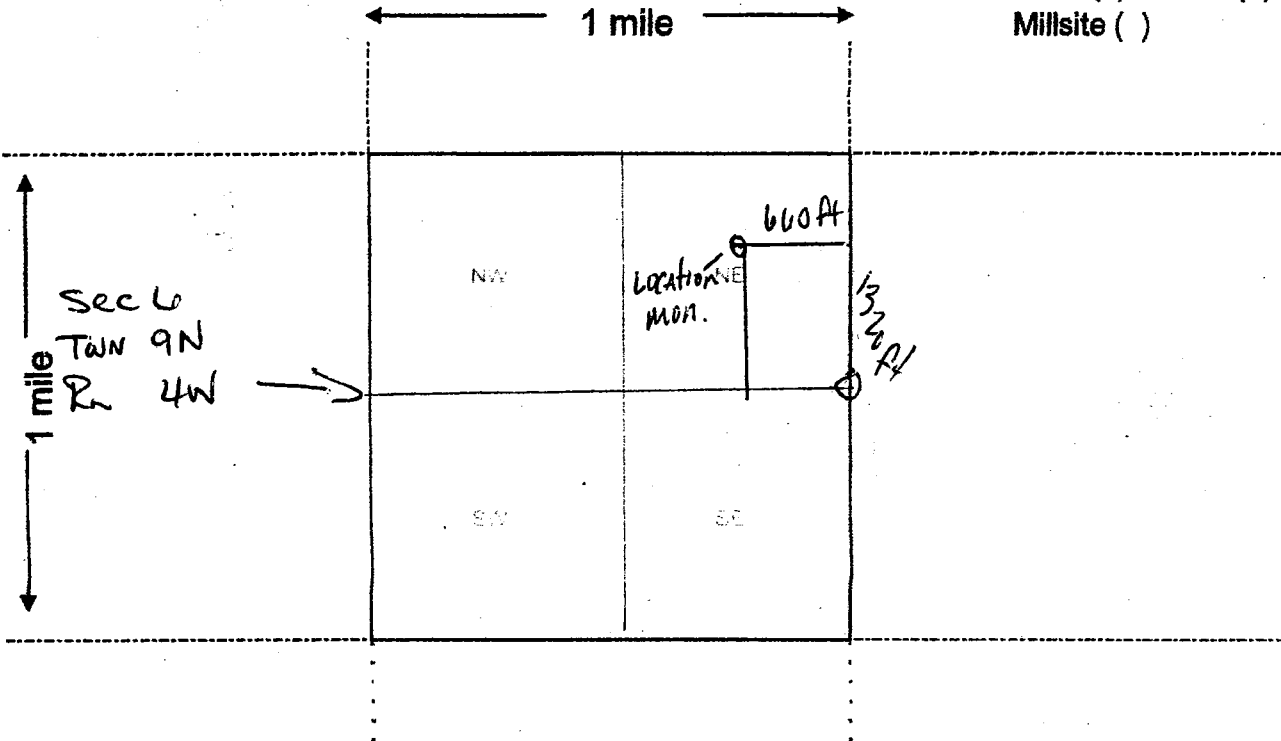 1 mile
Millsite ( )
660 ft
NW
NE
Location
mon.
1320 ft
Sec 6
TWN 9N
Rn 4W
1 mile
SW
SE